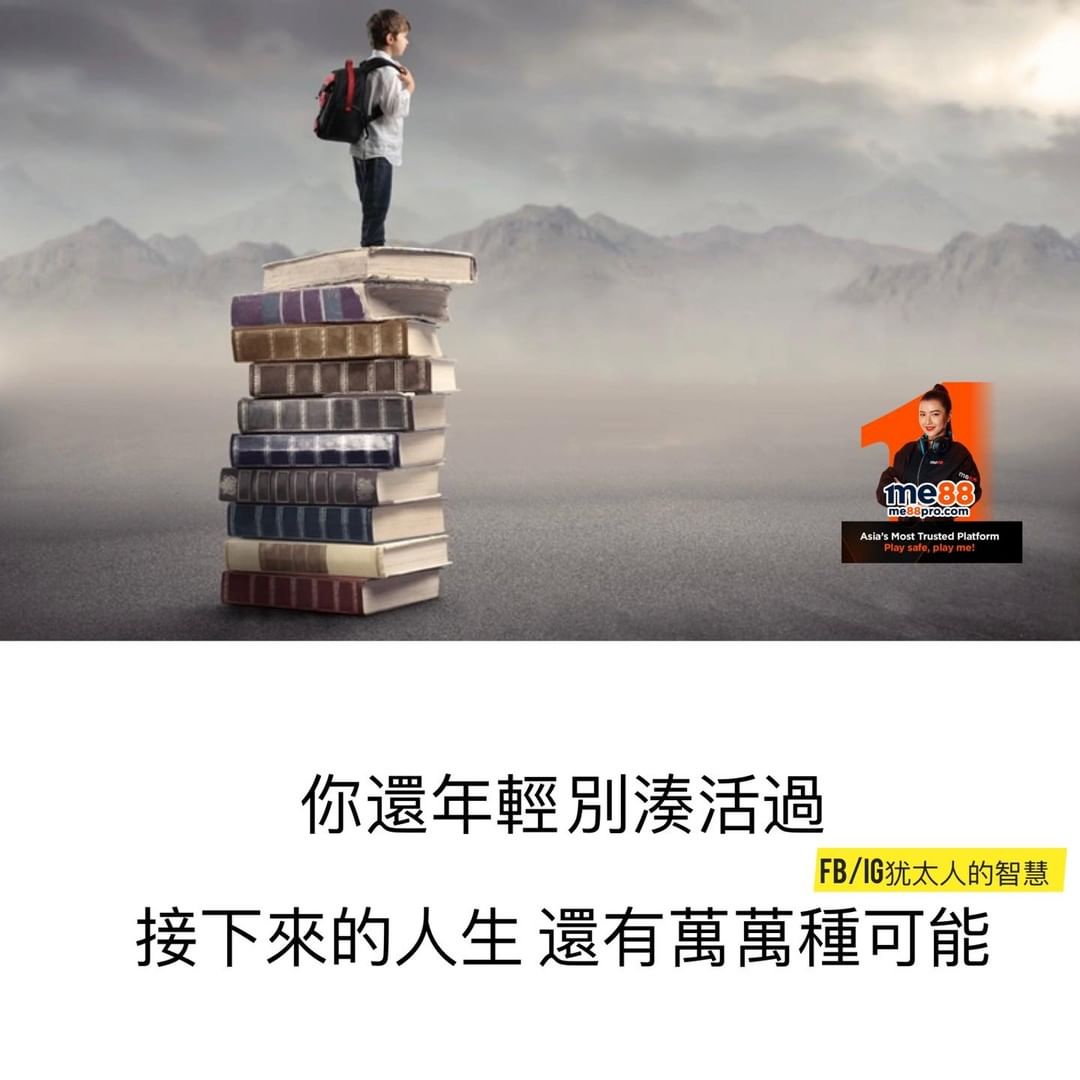 me88
me88pro.com
Asia's Most Trusted Platform
Play safe, play me!
你還年輕別湊活過
FB/IG犹太人的智慧
接下來的人生 還有萬萬種可能